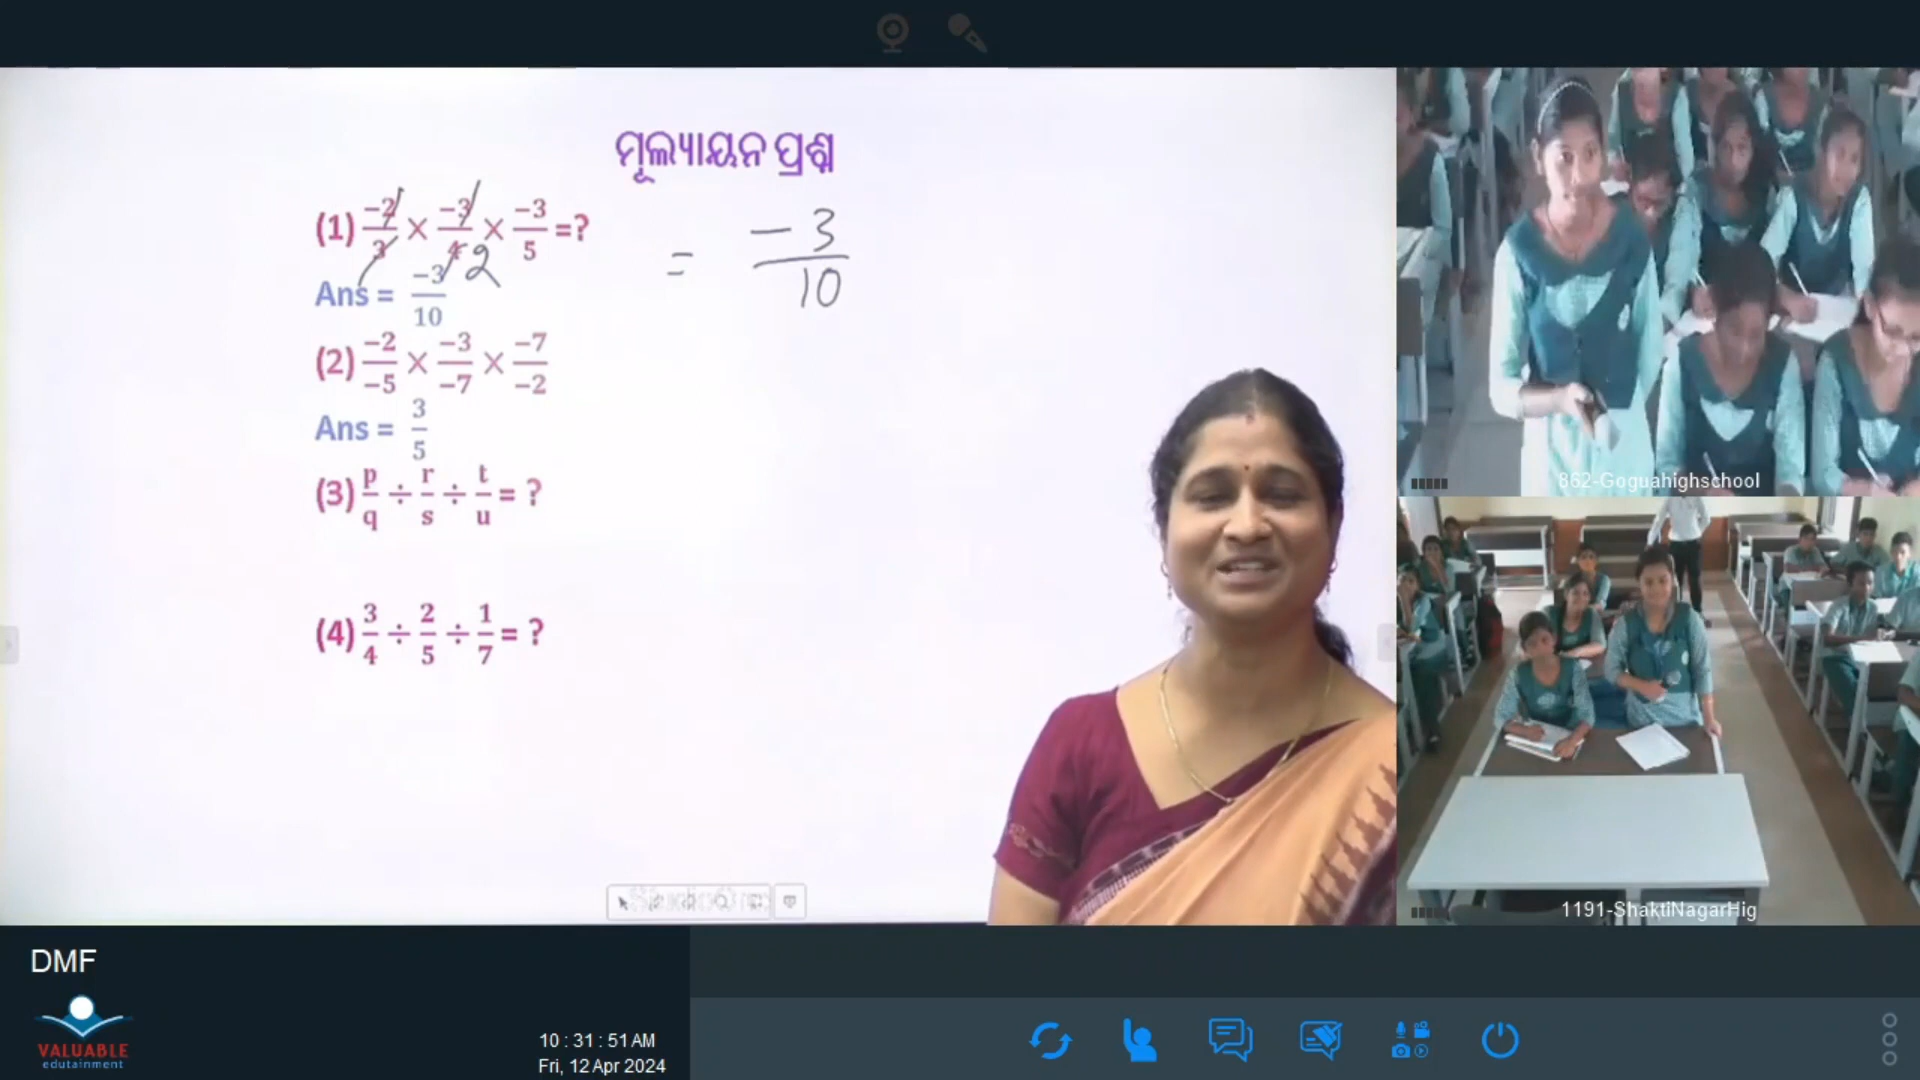 ମୂଲ୍ୟାୟନ ପ୍ରଶ୍ନ
(1) -2/3 × -3/4 × -3/5 =?
2
= -3/10
Ans = -3/10
(2) -2/-5 × -3/-7 × -7/-2
Ans = 3/5
(3) p/q ÷ r/s ÷ t/u = ?
(4) 3/4 ÷ 2/5 ÷ 1/7 = ?
862-Goguahighschool
1191-ShaktiNagarHig
DMF
VALUABLE
edutainment
10 : 31 : 51 AM
Fri, 12 Apr 2024